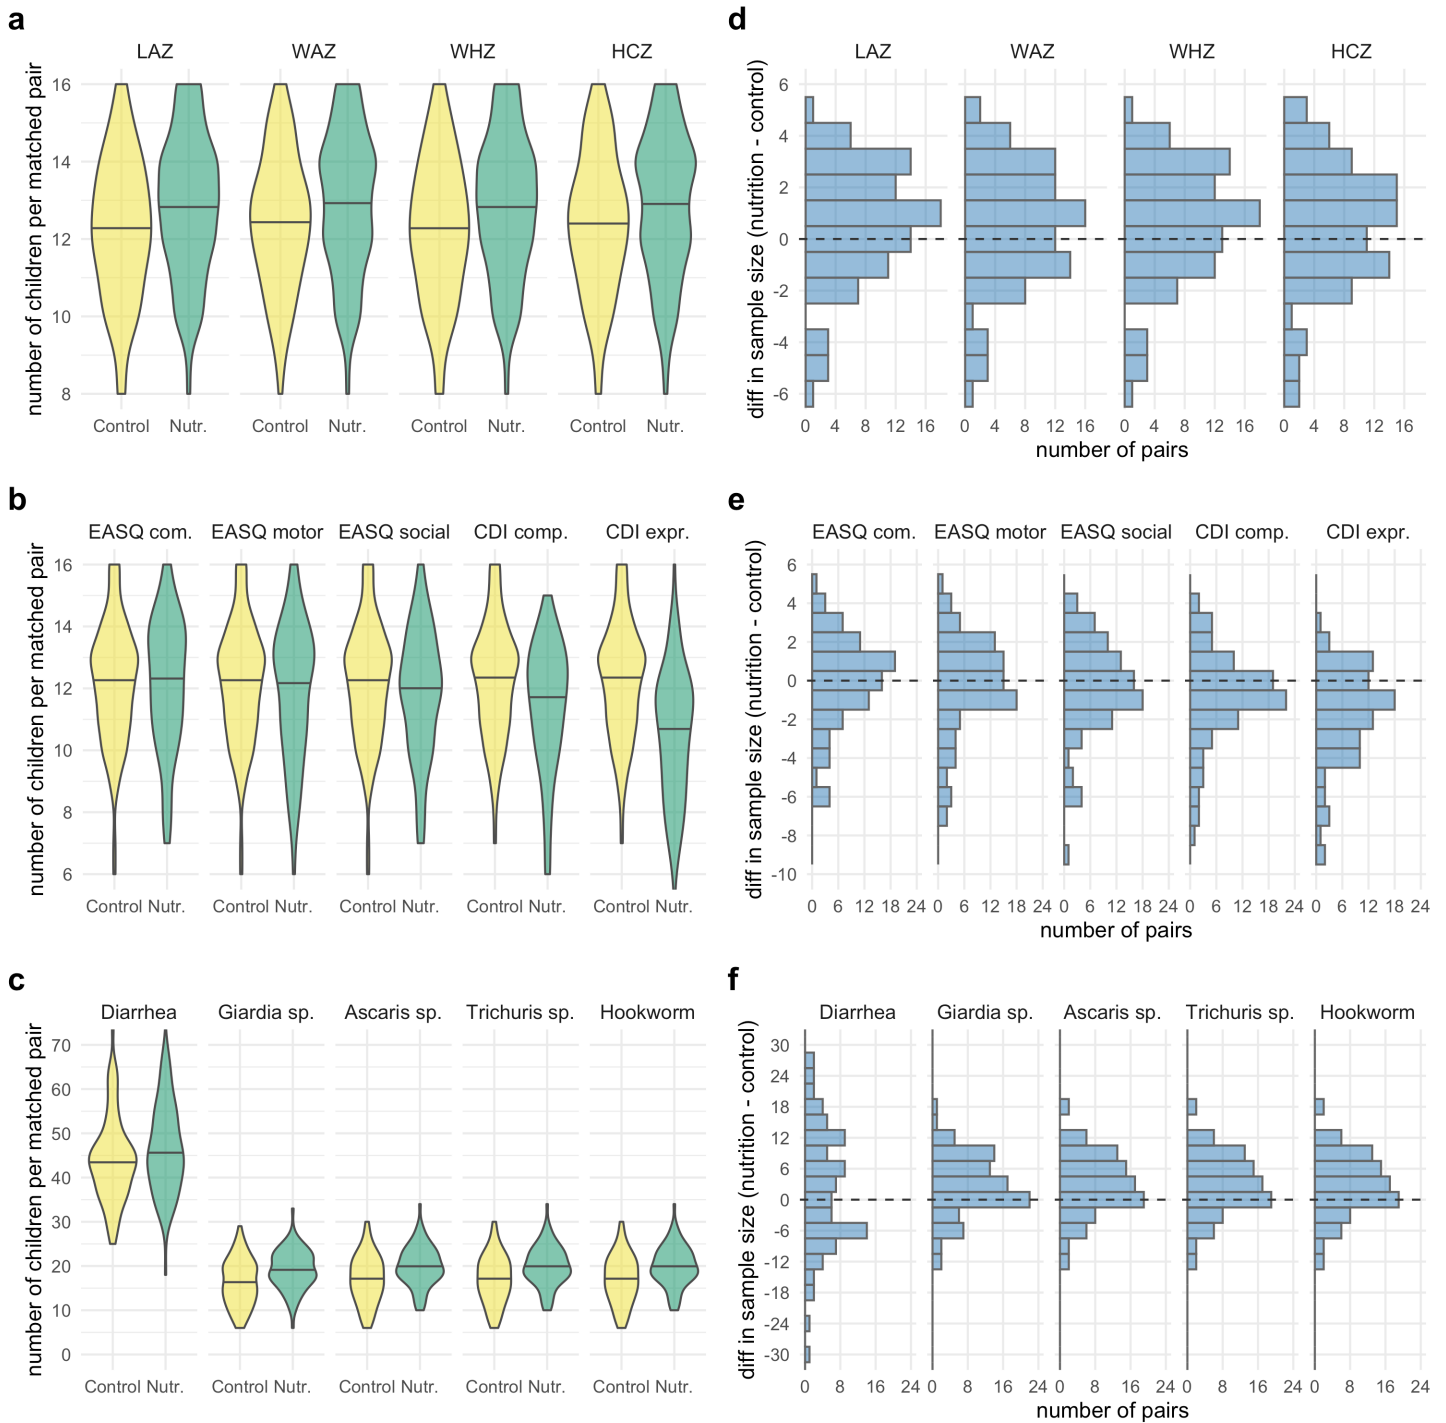 a
LAZ WAZ WHZ HCZ
number of children per matched pair
16
14
12
10
8
Control Nutr. Control Nutr. Control Nutr. Control Nutr.
d
LAZ WAZ WHZ HCZ
diff in sample size (nutrition - control)
6
4
2
0
-2
-4
-6
0 4 8 12 16 0 4 8 12 16 0 4 8 12 16 0 4 8 12 16
number of pairs
b
EASQ com. EASQ motor EASQ social CDI comp. CDI expr.
number of children per matched pair
16
14
12
10
8
6
Control Nutr. Control Nutr. Control Nutr. Control Nutr. Control Nutr.
e
EASQ com. EASQ motor EASQ social CDI comp. CDI expr.
diff in sample size (nutrition - control)
6
4
2
0
-2
-4
-6
-8
-10
0 6 12 18 24 0 6 12 18 24 0 6 12 18 24 0 6 12 18 24 0 6 12 18 24
number of pairs
c
Diarrhea Giardia sp. Ascaris sp. Trichuris sp. Hookworm
number of children per matched pair
70
60
50
40
30
20
10
0
Control Nutr. Control Nutr. Control Nutr. Control Nutr. Control Nutr.
f
Diarrhea Giardia sp. Ascaris sp. Trichuris sp. Hookworm
diff in sample size (nutrition - control)
30
24
18
12
6
0
-6
-12
-18
-24
-30
0 8 16 24 0 8 16 24 0 8 16 24 0 8 16 24 0 8 16 24
number of pairs